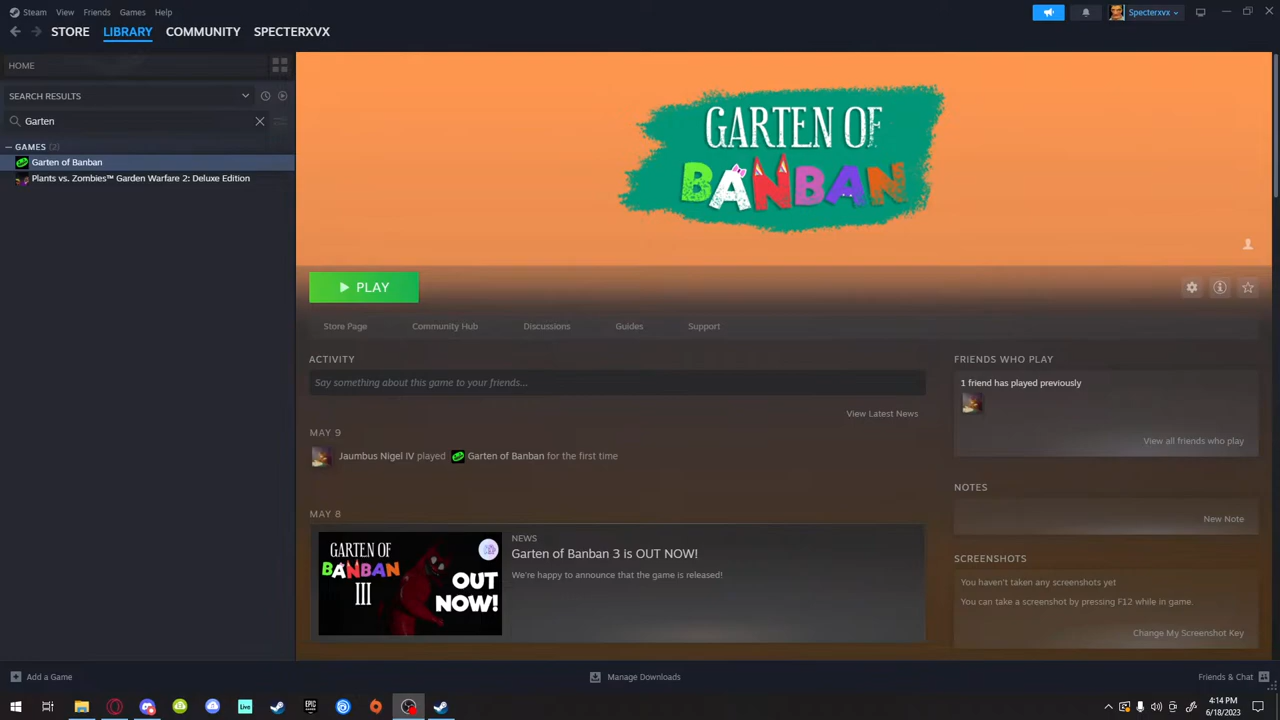 Steam View Friends Games Help
Specterxvx
STORE LIBRARY COMMUNITY SPECTERXVX
HOME
SEARCH RESULTS
Garten
GAMES (2)
Garten of Banban
Plants vs. Zombies™ Garden Warfare 2: Deluxe Edition
GARTEN OF
BANBAN
PLAY
Store Page Community Hub Discussions Guides Support
ACTIVITY
Say something about this game to your friends...
View Latest News
MAY 9
Jaumbus Nigel IV played Garten of Banban for the first time
MAY 8
GARTEN OF
BANBAN
III
OUT
NOW!
NEWS
Garten of Banban 3 is OUT NOW!
We're happy to announce that the game is released!
FRIENDS WHO PLAY
1 friend has played previously
View all friends who play
NOTES
New Note
SCREENSHOTS
You haven't taken any screenshots yet
You can take a screenshot by pressing F12 while in game.
Change My Screenshot Key
Add a Game
Manage Downloads
Friends & Chat
Live
EPIC
4:14 PM
6/18/2023